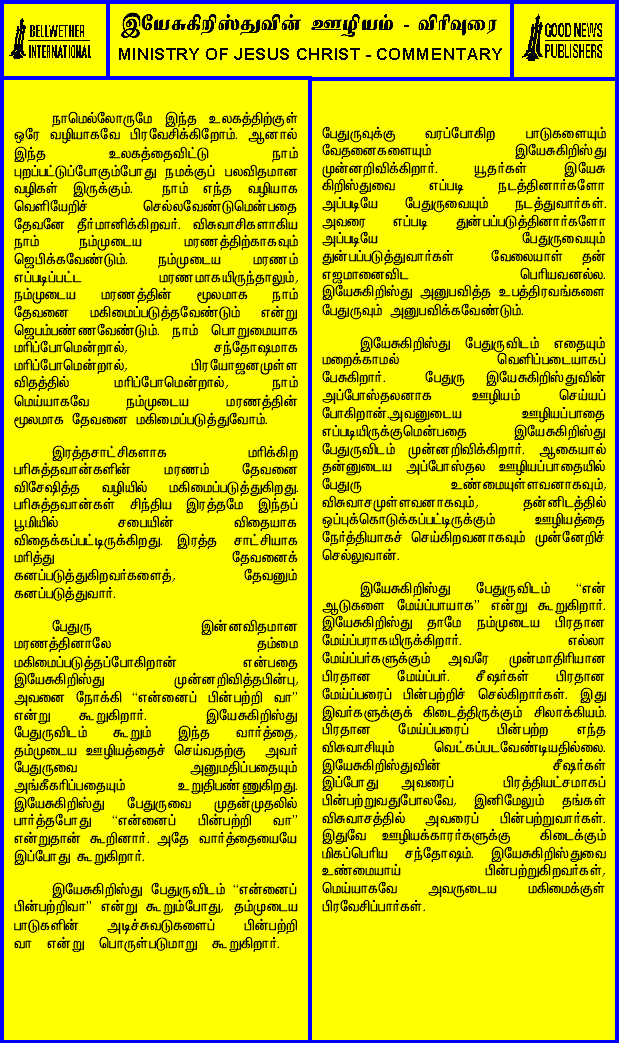 BELLWETHER
INTERNATIONAL
இயேசுகிறிஸ்துவின் ஊழியம் - விரிவுரை
MINISTRY OF JESUS CHRIST - COMMENTARY
GOOD NEWS
PUBLISHERS
நாமெல்லோருமே இந்த உலகத்திற்குள்
ஒரே வழியாகவே பிரவேசிக்கிறோம். ஆனால்
இந்த உலகத்தைவிட்டு நாம்
புறப்பட்டுப்போகும்போது நமக்குப் பலவிதமான
வழிகள் இருக்கும். நாம் எந்த வழியாக
வெளியேறிச் செல்லவேண்டுமென்பதை
தேவனே தீர்மானிக்கிறவர். விசுவாசிகளாகிய
நாம் நம்முடைய மரணத்திற்காகவும்
ஜெபிக்கவேண்டும். நம்முடைய மரணம்
எப்படிப்பட்ட மரணமாகயிருந்தாலும்,
நம்முடைய மரணத்தின் மூலமாக நாம்
தேவனை மகிமைப்படுத்தவேண்டும் என்று
ஜெபம்பண்ணவேண்டும். நாம் பொறுமையாக
மரிப்போமென்றால், சந்தோஷமாக
மரிப்போமென்றால், பிரயோஜனமுள்ள
விதத்தில் மரிப்போமென்றால், நாம்
மெய்யாகவே நம்முடைய மரணத்தின்
மூலமாக தேவனை மகிமைப்படுத்துவோம்.
இரத்தசாட்சிகளாக மரிக்கிற
பரிசுத்தவான்களின் மரணம் தேவனை
விசேஷித்த வழியில் மகிமைப்படுத்துகிறது.
பரிசுத்தவான்கள் சிந்திய இரத்தமே இந்தப்
பூமியில் சபையின் விதையாக
விதைக்கப்பட்டிருக்கிறது. இரத்த சாட்சியாக
மரித்து தேவனைக்
கனப்படுத்துகிறவர்களைத், தேவனும்
கனப்படுத்துவார்.
பேதுரு இன்னவிதமான
மரணத்தினாலே தம்மை
மகிமைப்படுத்தப்போகிறான் என்பதை
இயேசுகிறிஸ்து முன்னறிவித்தபின்பு,
அவனை நோக்கி “என்னைப் பின்பற்றி வா”
என்று கூறுகிறார். இயேசுகிறிஸ்து
பேதுருவிடம் கூறும் இந்த வார்த்தை,
தம்முடைய ஊழியத்தைச் செய்வதற்கு அவர்
பேதுருவை அனுமதிப்பதையும்
அங்கீகரிப்பதையும் உறுதிபண்ணுகிறது.
இயேசுகிறிஸ்து பேதுருவை முதன்முதலில்
பார்த்தபோது “என்னைப் பின்பற்றி வா”
என்றுதான் கூறினார். அதே வார்த்தையையே
இப்போது கூறுகிறார்.
இயேசுகிறிஸ்து பேதுருவிடம் “என்னைப்
பின்பற்றிவா” என்று கூறும்போது, தம்முடைய
பாடுகளின் அடிச்சுவடுகளைப் பின்பற்றி
வா என்று பொருள்படுமாறு கூறுகிறார்.
பேதுருவுக்கு வரப்போகிற பாடுகளையும்
வேதனைகளையும் இயேசுகிறிஸ்து
முன்னறிவிக்கிறார். யூதர்கள் இயேசு
கிறிஸ்துவை எப்படி நடத்தினார்களோ
அப்படியே பேதுருவையும் நடத்துவார்கள்.
அவரை எப்படி துன்பப்படுத்தினார்களோ
அப்படியே பேதுருவையும்
துன்பப்படுத்துவார்கள் வேலையாள் தன்
எஜமானைவிட பெரியவனல்ல.
இயேசுகிறிஸ்து அனுபவித்த உபத்திரவங்களை
பேதுருவும் அனுபவிக்கவேண்டும்.
இயேசுகிறிஸ்து பேதுருவிடம் எதையும்
மறைக்காமல் வெளிப்படையாகப்
பேசுகிறார். பேதுரு இயேசுகிறிஸ்துவின்
அப்போஸ்தலனாக ஊழியம் செய்யப்
போகிறான்.அவனுடைய ஊழியப்பாதை
எப்படியிருக்குமென்பதை இயேசுகிறிஸ்து
பேதுருவிடம் முன்னறிவிக்கிறார். ஆகையால்
தன்னுடைய அப்போஸ்தல ஊழியப்பாதையில்
பேதுரு உண்மையுள்ளவனாகவும்,
விசுவாசமுள்ளவனாகவும், தன்னிடத்தில்
ஒப்புக்கொடுக்கப்பட்டிருக்கும் ஊழியத்தை
நேர்த்தியாகச் செய்கிறவனாகவும் முன்னேறிச்
செல்லுவான்.
இயேசுகிறிஸ்து பேதுருவிடம் “என்
ஆடுகளை மேய்ப்பாயாக” என்று கூறுகிறார்.
இயேசுகிறிஸ்து தாமே நம்முடைய பிரதான
மேய்ப்பராகயிருக்கிறார். எல்லா
மேய்ப்பர்களுக்கும் அவரே முன்மாதிரியான
பிரதான மேய்ப்பர். சீஷர்கள் பிரதான
மேய்ப்பரைப் பின்பற்றிச் செல்கிறார்கள். இது
இவர்களுக்குக் கிடைத்திருக்கும் சிலாக்கியம்.
பிரதான மேய்ப்பரைப் பின்பற்ற எந்த
விசுவாசியும் வெட்கப்படவேண்டியதில்லை.
இயேசுகிறிஸ்துவின் சீஷர்கள்
இப்போது அவரைப் பிரத்தியட்சமாகப்
பின்பற்றுவதுபோலவே, இனிமேலும் தங்கள்
விசுவாசத்தில் அவரைப் பின்பற்றுவார்கள்.
இதுவே ஊழியக்காரர்களுக்கு கிடைக்கும்
மிகப்பெரிய சந்தோஷம். இயேசுகிறிஸ்துவை
உண்மையாய் பின்பற்றுகிறவர்கள்,
மெய்யாகவே அவருடைய மகிமைக்குள்
பிரவேசிப்பார்கள்.